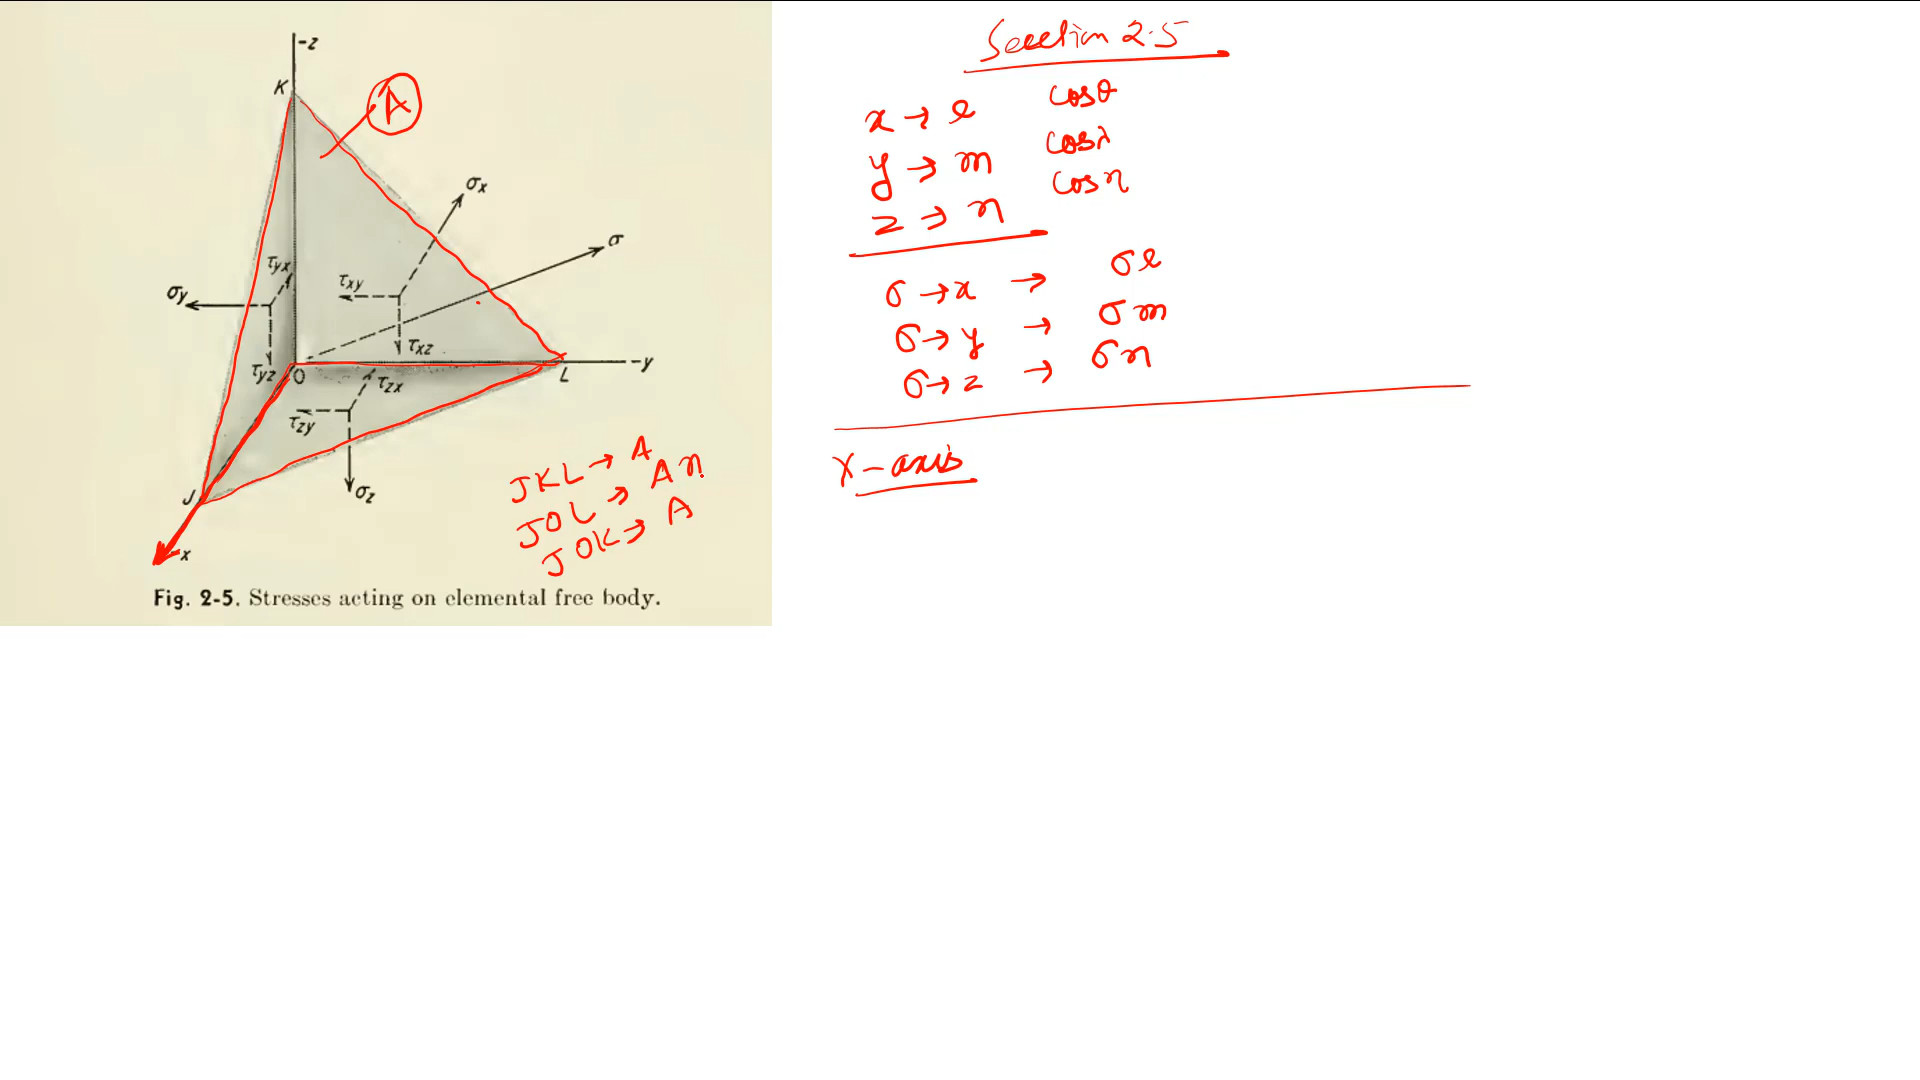 -z
K
A
σx
σ
τyx
τxy
σy
τxz
-y
τyz
O
τzx
L
τzy
J
σz
-x
JKL → A
JOL → An
JOK → A
Fig. 2-5. Stresses acting on elemental free body.
Section 2.5
x → l cosθ
y → m cosλ
z → n cosη
σ → x → σl
σ → y → σm
σ → z → σn
X-axis